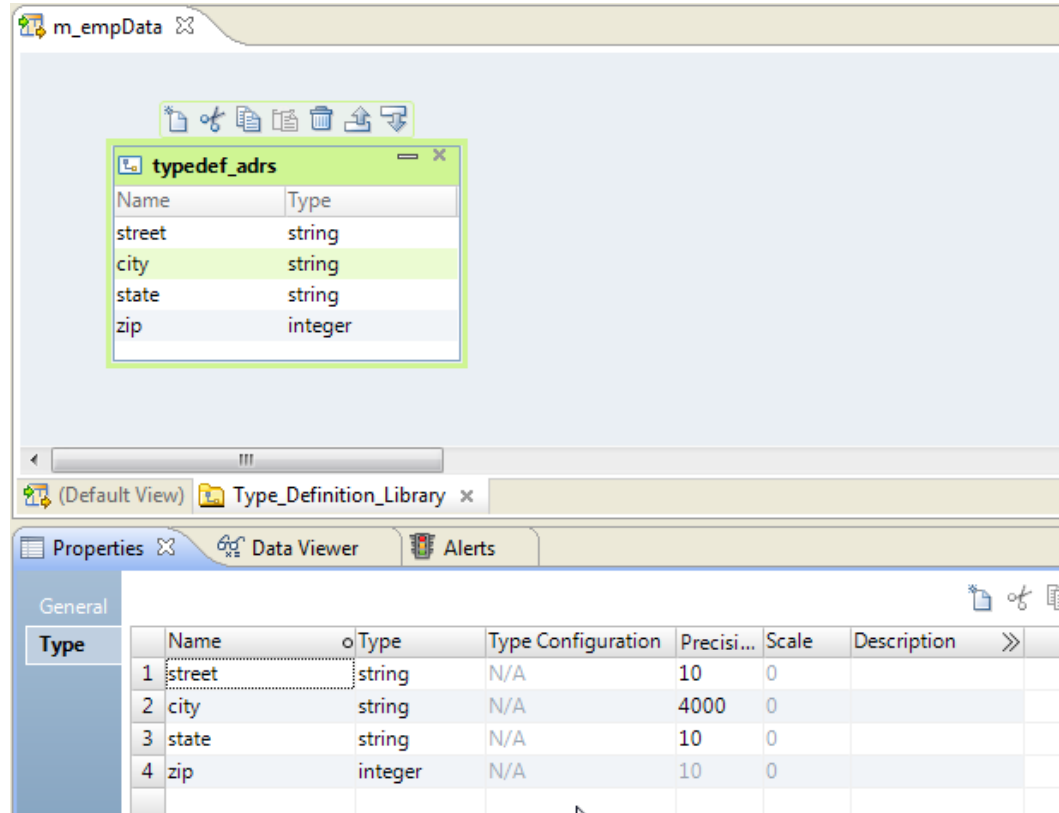 m_empData
typedef_adrs
Name Type
street string
city string
state string
zip integer
(Default View) Type_Definition_Library
Properties Data Viewer Alerts
General
Type
Name Type Type Configuration Precisi... Scale Description
1 street string N/A 10 0
2 city string N/A 4000 0
3 state string N/A 10 0
4 zip integer N/A 10 0